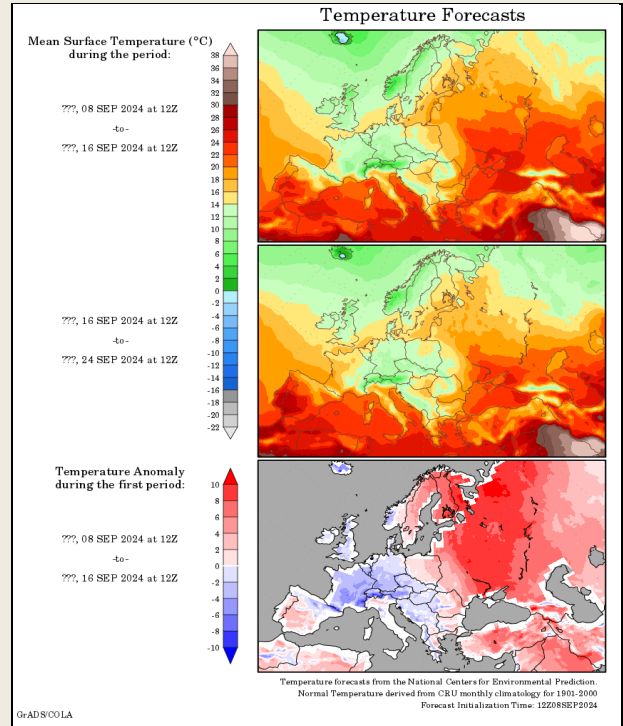 Temperature Forecasts
Mean Surface Temperature (°C)
during the period:
???, 08 SEP 2024 at 12Z
-to-
???, 16 SEP 2024 at 12Z
38
36
34
32
30
28
26
24
22
20
18
16
14
12
10
8
6
4
2
0
-2
-4
-6
-8
-10
-12
-14
-16
-18
-20
-22
???, 16 SEP 2024 at 12Z
-to-
???, 24 SEP 2024 at 12Z
Temperature Anomaly
during the first period:
???, 08 SEP 2024 at 12Z
-to-
???, 16 SEP 2024 at 12Z
10
8
6
4
2
0
-2
-4
-6
-8
-10
Temperature forecasts from the National Centers for Environmental Prediction.
Normal Temperature derived from CRU monthly climatology for 1901-2000
Forecast Initialization Time: 12Z08SEP2024
GrADS/COLA